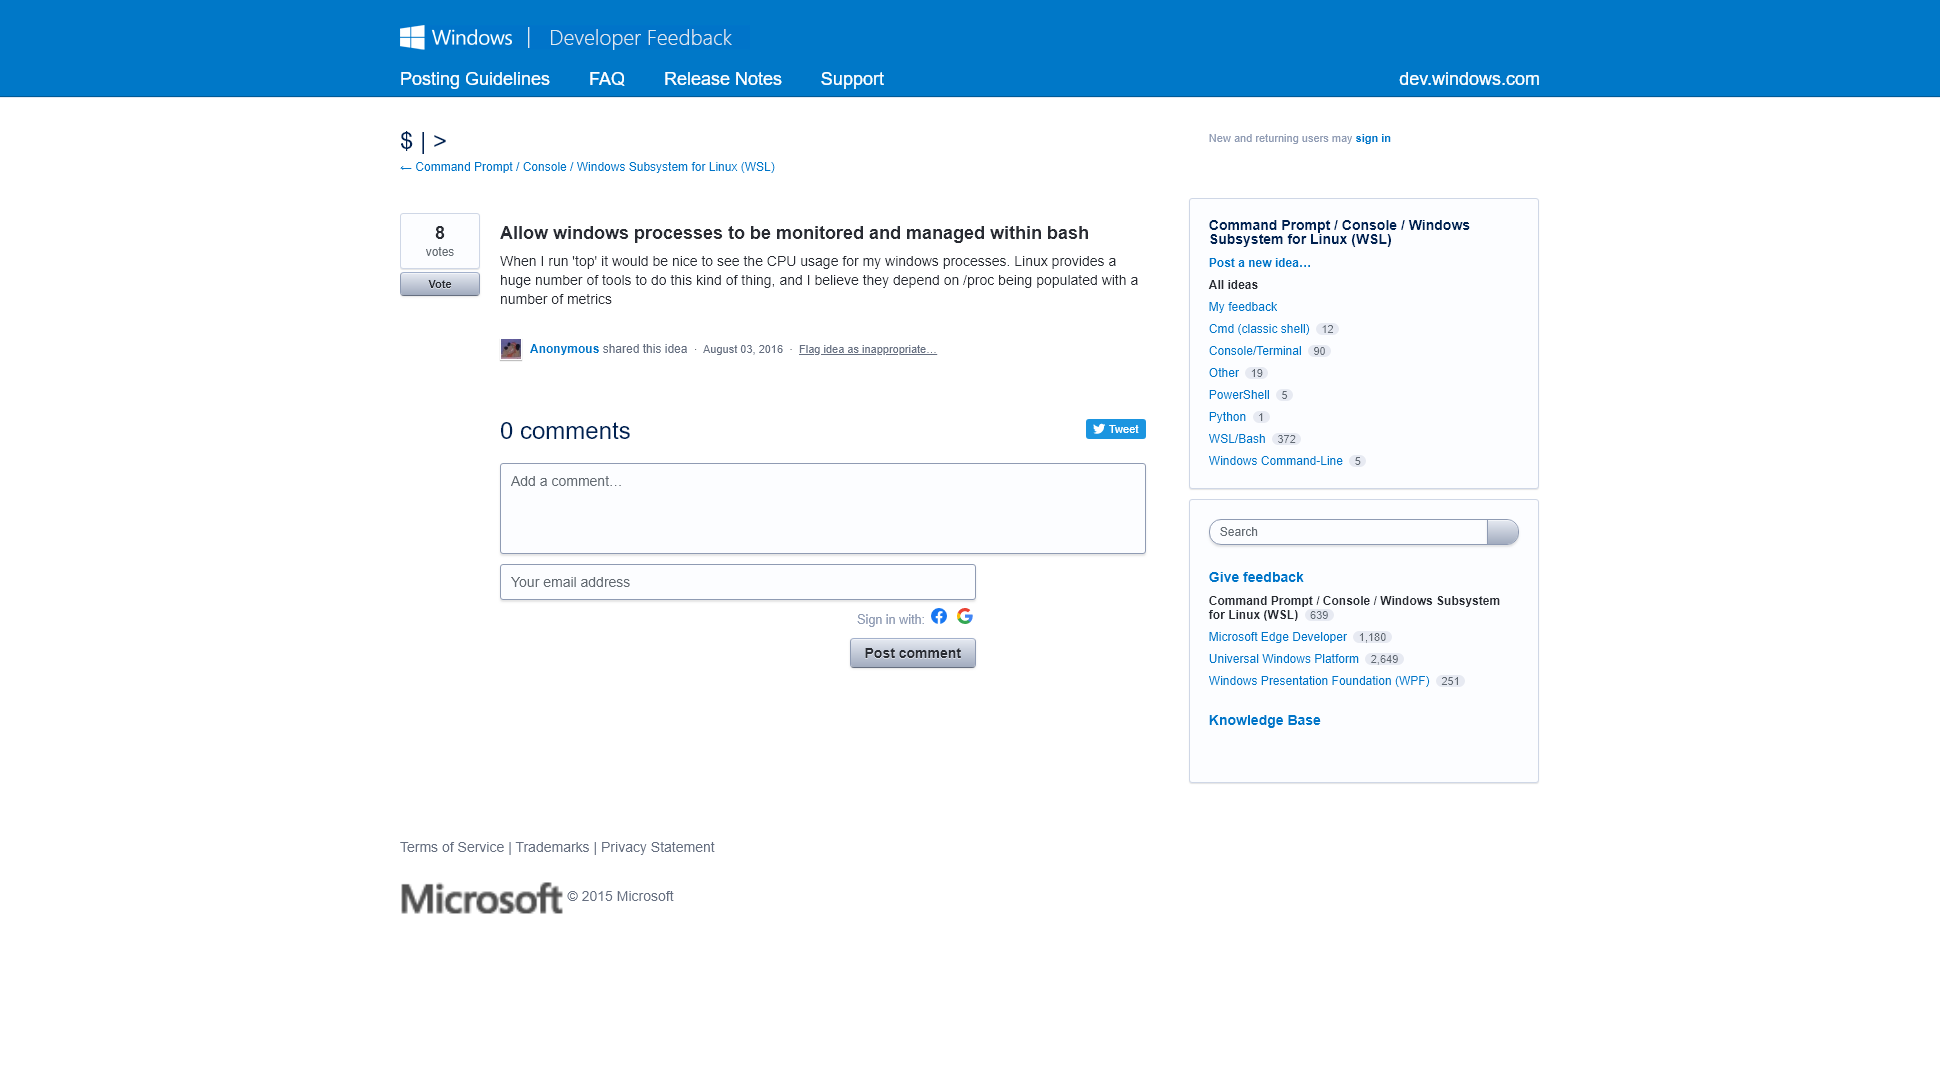 Windows | Developer Feedback
Posting Guidelines FAQ Release Notes Support dev.windows.com
$ | >
← Command Prompt / Console / Windows Subsystem for Linux (WSL)
New and returning users may sign in
8
votes
Vote
Allow windows processes to be monitored and managed within bash
When I run 'top' it would be nice to see the CPU usage for my windows processes. Linux provides a
huge number of tools to do this kind of thing, and I believe they depend on /proc being populated with a
number of metrics
Anonymous shared this idea · August 03, 2016 · Flag idea as inappropriate…
0 comments
Tweet
Add a comment…
Your email address
Sign in with:
Post comment
Command Prompt / Console / Windows
Subsystem for Linux (WSL)
Post a new idea…
All ideas
My feedback
Cmd (classic shell) 12
Console/Terminal 90
Other 19
PowerShell 5
Python 1
WSL/Bash 372
Windows Command-Line 5
Search
Give feedback
Command Prompt / Console / Windows Subsystem
for Linux (WSL) 639
Microsoft Edge Developer 1,180
Universal Windows Platform 2,649
Windows Presentation Foundation (WPF) 251
Knowledge Base
Terms of Service | Trademarks | Privacy Statement
Microsoft © 2015 Microsoft